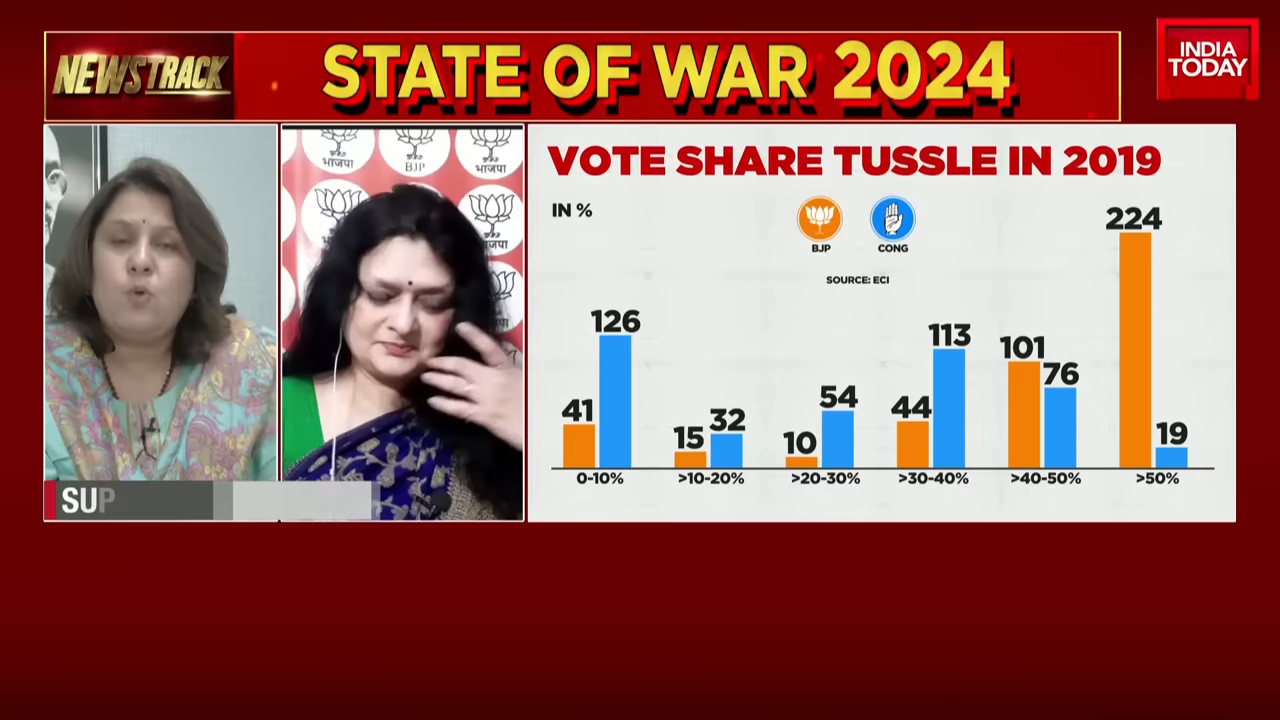 NEWSTRACK
STATE OF WAR 2024
INDIA
TODAY
भाजपा
BJP
भाजपा
SUP
VOTE SHARE TUSSLE IN 2019
IN %
BJP
CONG
SOURCE: ECI
41
126
15
32
10
54
44
113
101
76
224
19
0-10%
>10-20%
>20-30%
>30-40%
>40-50%
>50%